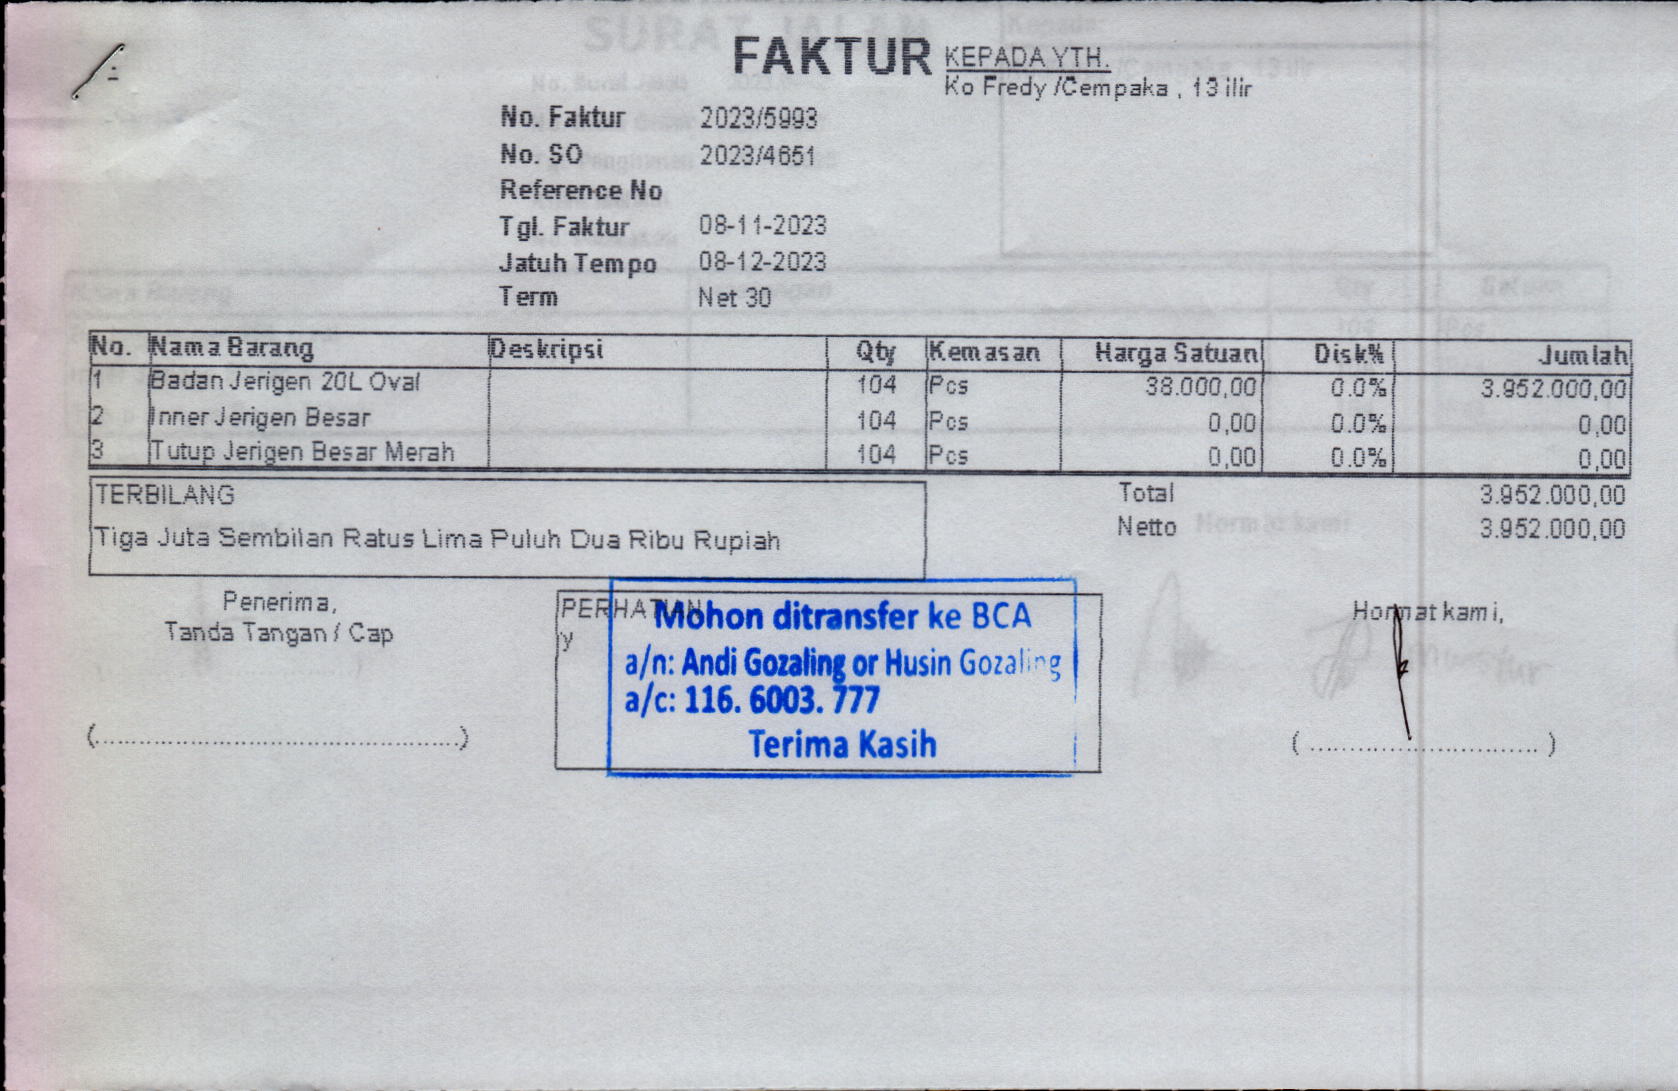 FAKTUR
KEPADA YTH.
Ko Fredy /Cempaka , 13 ilir
No. Faktur 2023/5993
No. SO 2023/4651
Reference No
Tgl. Faktur 08-11-2023
Jatuh Tempo 08-12-2023
Term Net 30
No. Nama Barang Deskripsi Qty Kemasan Harga Satuan Disk% Jumlah
1 Badan Jerigen 20L Oval 104 Pcs 38.000,00 0.0% 3.952.000,00
2 Inner Jerigen Besar 104 Pcs 0,00 0.0% 0,00
3 Tutup Jerigen Besar Merah 104 Pcs 0,00 0.0% 0,00
TERBILANG
Tiga Juta Sembilan Ratus Lima Puluh Dua Ribu Rupiah
Total 3.952.000,00
Netto 3.952.000,00
Penerima,
Tanda Tangan / Cap
(................................................)
PERHATIAN
y
Mohon ditransfer ke BCA
a/n: Andi Gozaling or Husin Gozaling
a/c: 116. 6003. 777
Terima Kasih
Hormat kami,
( .............................. )